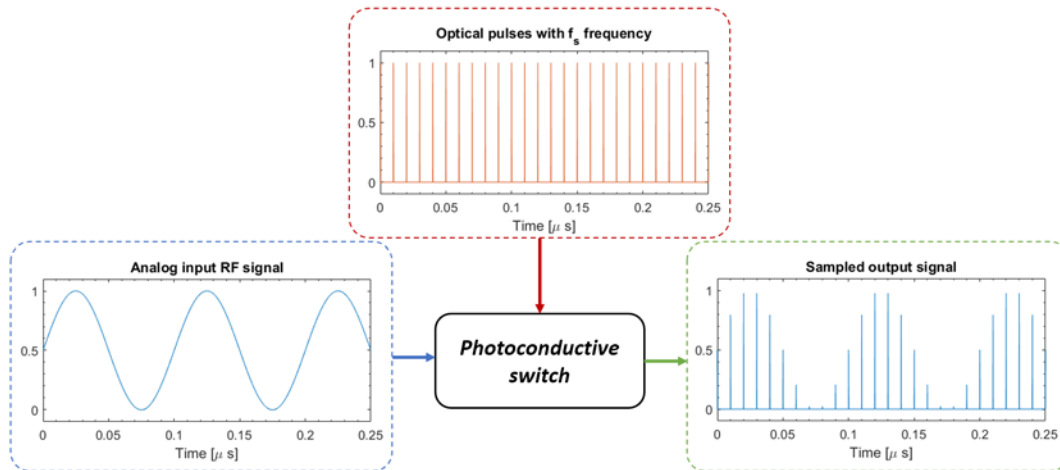 Optical pulses with fs frequency
1
0.5
0
0 0.05 0.1 0.15 0.2 0.25
Time [μ s]
Analog input RF signal
1
0.5
0
0 0.05 0.1 0.15 0.2 0.25
Time [μ s]
Photoconductive
switch
Sampled output signal
1
0.5
0
0 0.05 0.1 0.15 0.2 0.25
Time [μ s]